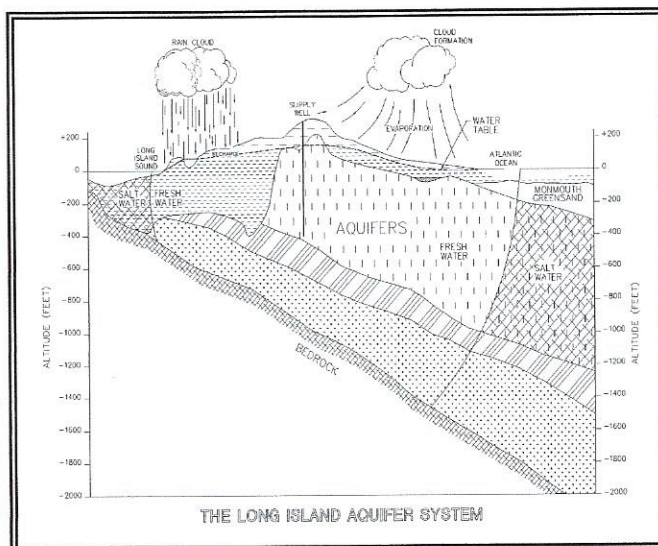 RAIN CLOUD
CLOUD
FORMATION
SUPPLY
WELL
EVAPORATION
WATER
TABLE
LONG
ISLAND
SOUND
RECHARGE
ATLANTIC
OCEAN
+200
0
-200
-400
-600
-800
-1000
-1200
-1400
-1600
-1800
-2000
ALTITUDE (FEET)
SALT
WATER
FRESH
WATER
AQUIFERS
FRESH
WATER
MONMOUTH
GREENSAND
SALT
WATER
BEDROCK
+200
0
-200
-400
-600
-800
-1000
-1200
-1400
-1600
-1800
-2000
ALTITUDE (FEET)
THE LONG ISLAND AQUIFER SYSTEM